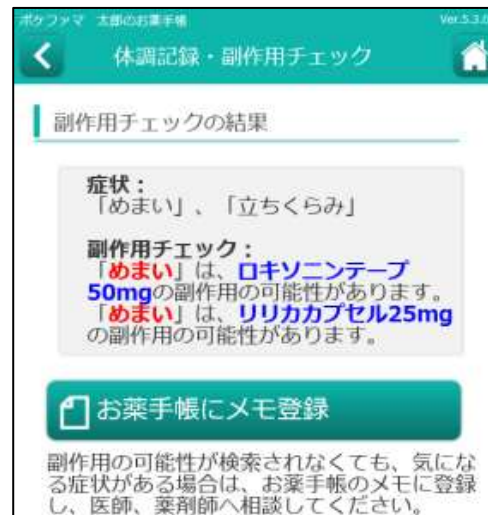 ポケファマ 太郎のお薬手帳 Ver.5.3.0
体調記録・副作用チェック
副作用チェックの結果
症状：
「めまい」、「立ちくらみ」
副作用チェック：
「めまい」は、ロキソニンテープ
50mgの副作用の可能性があります。
「めまい」は、リリカカプセル25mg
の副作用の可能性があります。
お薬手帳にメモ登録
副作用の可能性が検索されなくても、気にな
る症状がある場合は、お薬手帳のメモに登録
し、医師、薬剤師へ相談してください。